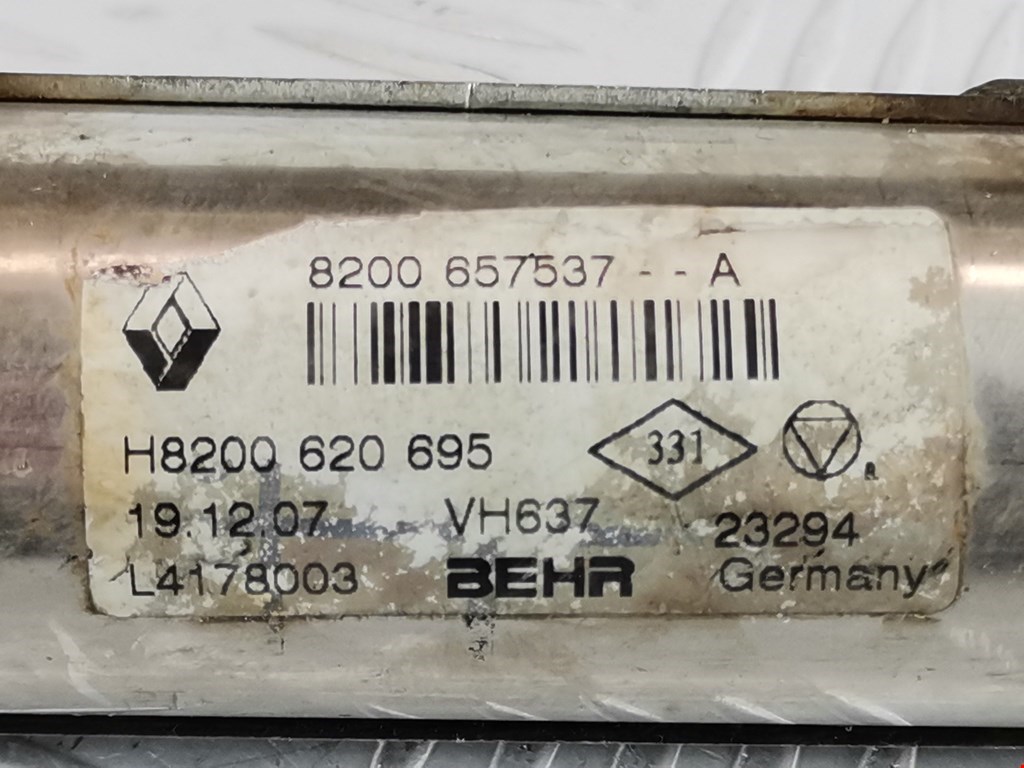 8200 657537 - - A
H8200 620 695 331
19.12.07 VH637 23294
L4178003 BEHR Germany